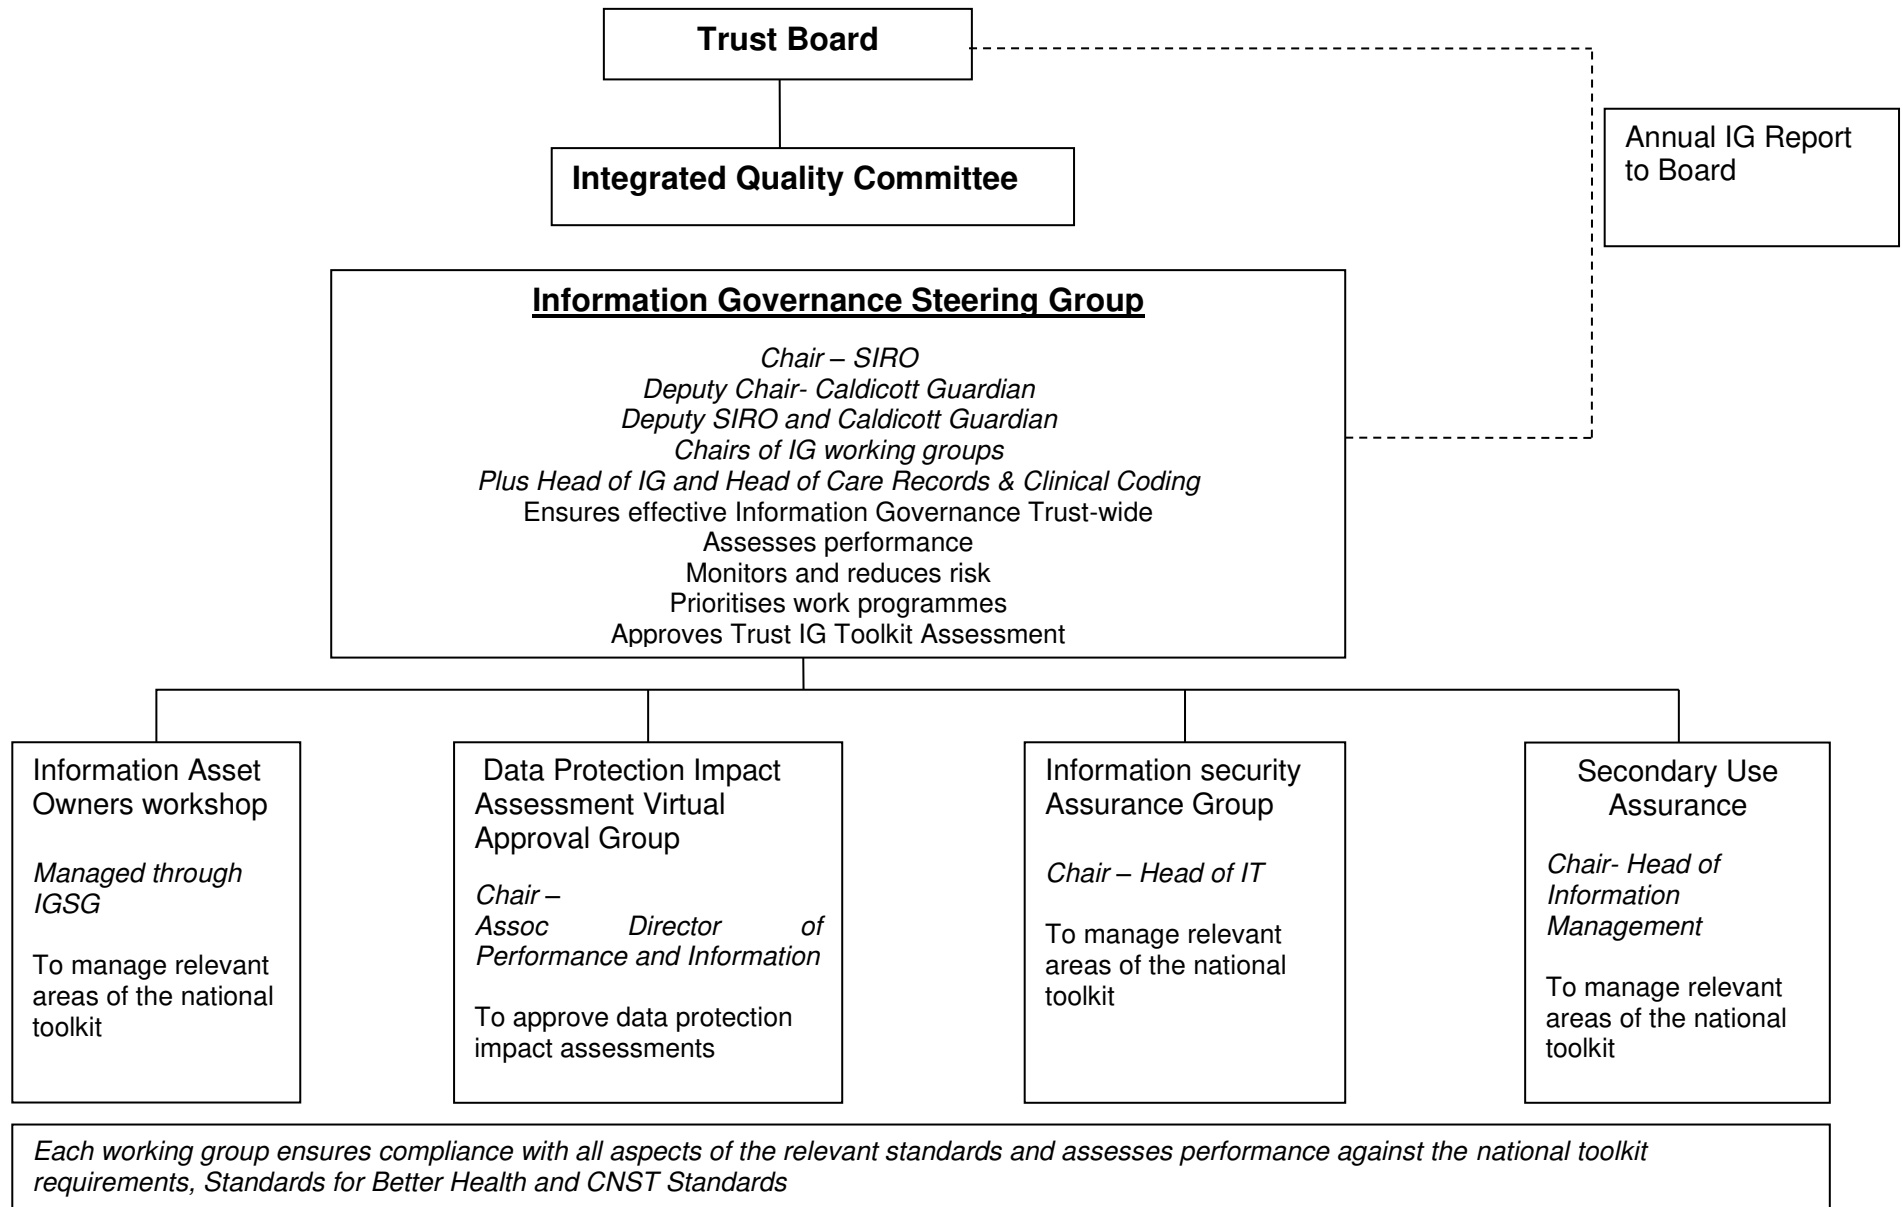 Trust Board
Annual IG Report
to Board
Integrated Quality Committee
Information Governance Steering Group
Chair – SIRO
Deputy Chair- Caldicott Guardian
Deputy SIRO and Caldicott Guardian
Chairs of IG working groups
Plus Head of IG and Head of Care Records & Clinical Coding
Ensures effective Information Governance Trust-wide
Assesses performance
Monitors and reduces risk
Prioritises work programmes
Approves Trust IG Toolkit Assessment
Information Asset
Owners workshop
Managed through
IGSG
To manage relevant
areas of the national
toolkit
Data Protection Impact
Assessment Virtual
Approval Group
Chair –
Assoc Director of
Performance and Information
To approve data protection
impact assessments
Information security
Assurance Group
Chair – Head of IT
To manage relevant
areas of the national
toolkit
Secondary Use
Assurance
Chair- Head of
Information
Management
To manage relevant
areas of the national
toolkit
Each working group ensures compliance with all aspects of the relevant standards and assesses performance against the national toolkit
requirements, Standards for Better Health and CNST Standards